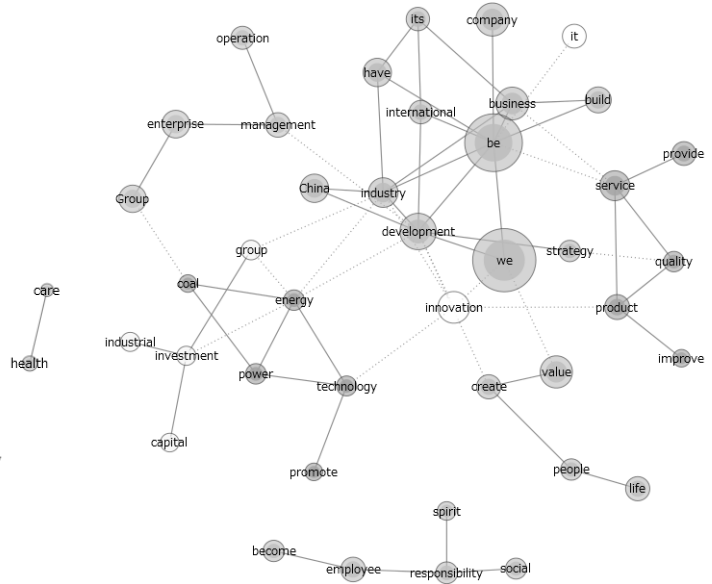 its
company
operation
it
have
international
business
build
enterprise
management
be
provide
China
industry
service
Group
development
group
we
strategy
quality
coal
care
energy
innovation
product
industrial
investment
health
power
technology
create
value
improve
capital
promote
people
life
spirit
become
employee
responsibility
social